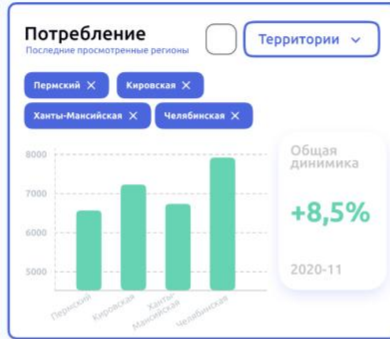 Потребление
Последние просмотренные регионы
Территории
Пермский ×
Кировская ×
Ханты-Мансийская ×
Челябинская ×
8000
7000
6000
5000
Пермский
Кировская
Ханты-
Мансийская
Челябинская
Общая
динимика
+8,5%
2020-11